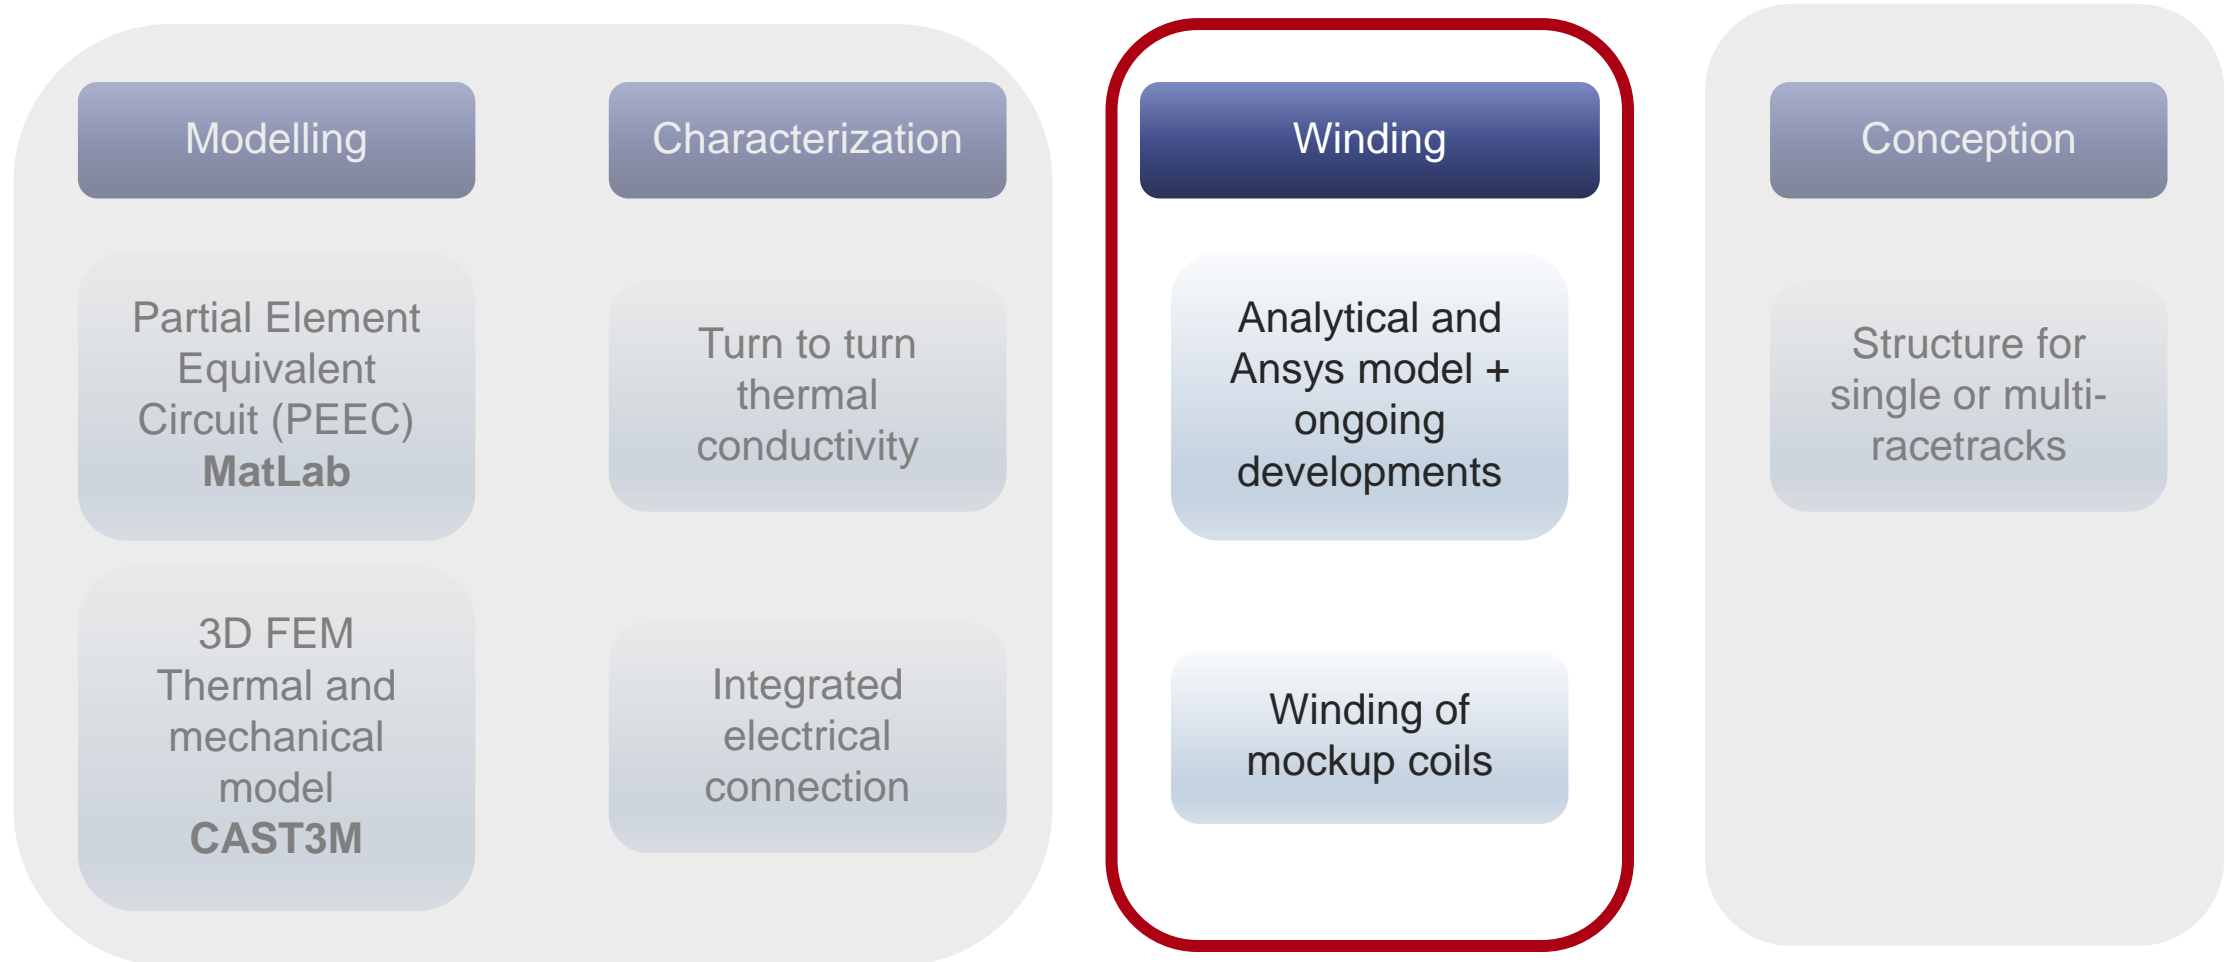 Modelling
Partial Element
Equivalent
Circuit (PEEC)
MatLab
3D FEM
Thermal and
mechanical
model
CAST3M
Characterization
Turn to turn
thermal
conductivity
Integrated
electrical
connection
Winding
Analytical and
Ansys model +
ongoing
developments
Winding of
mockup coils
Conception
Structure for
single or multi-
racetracks